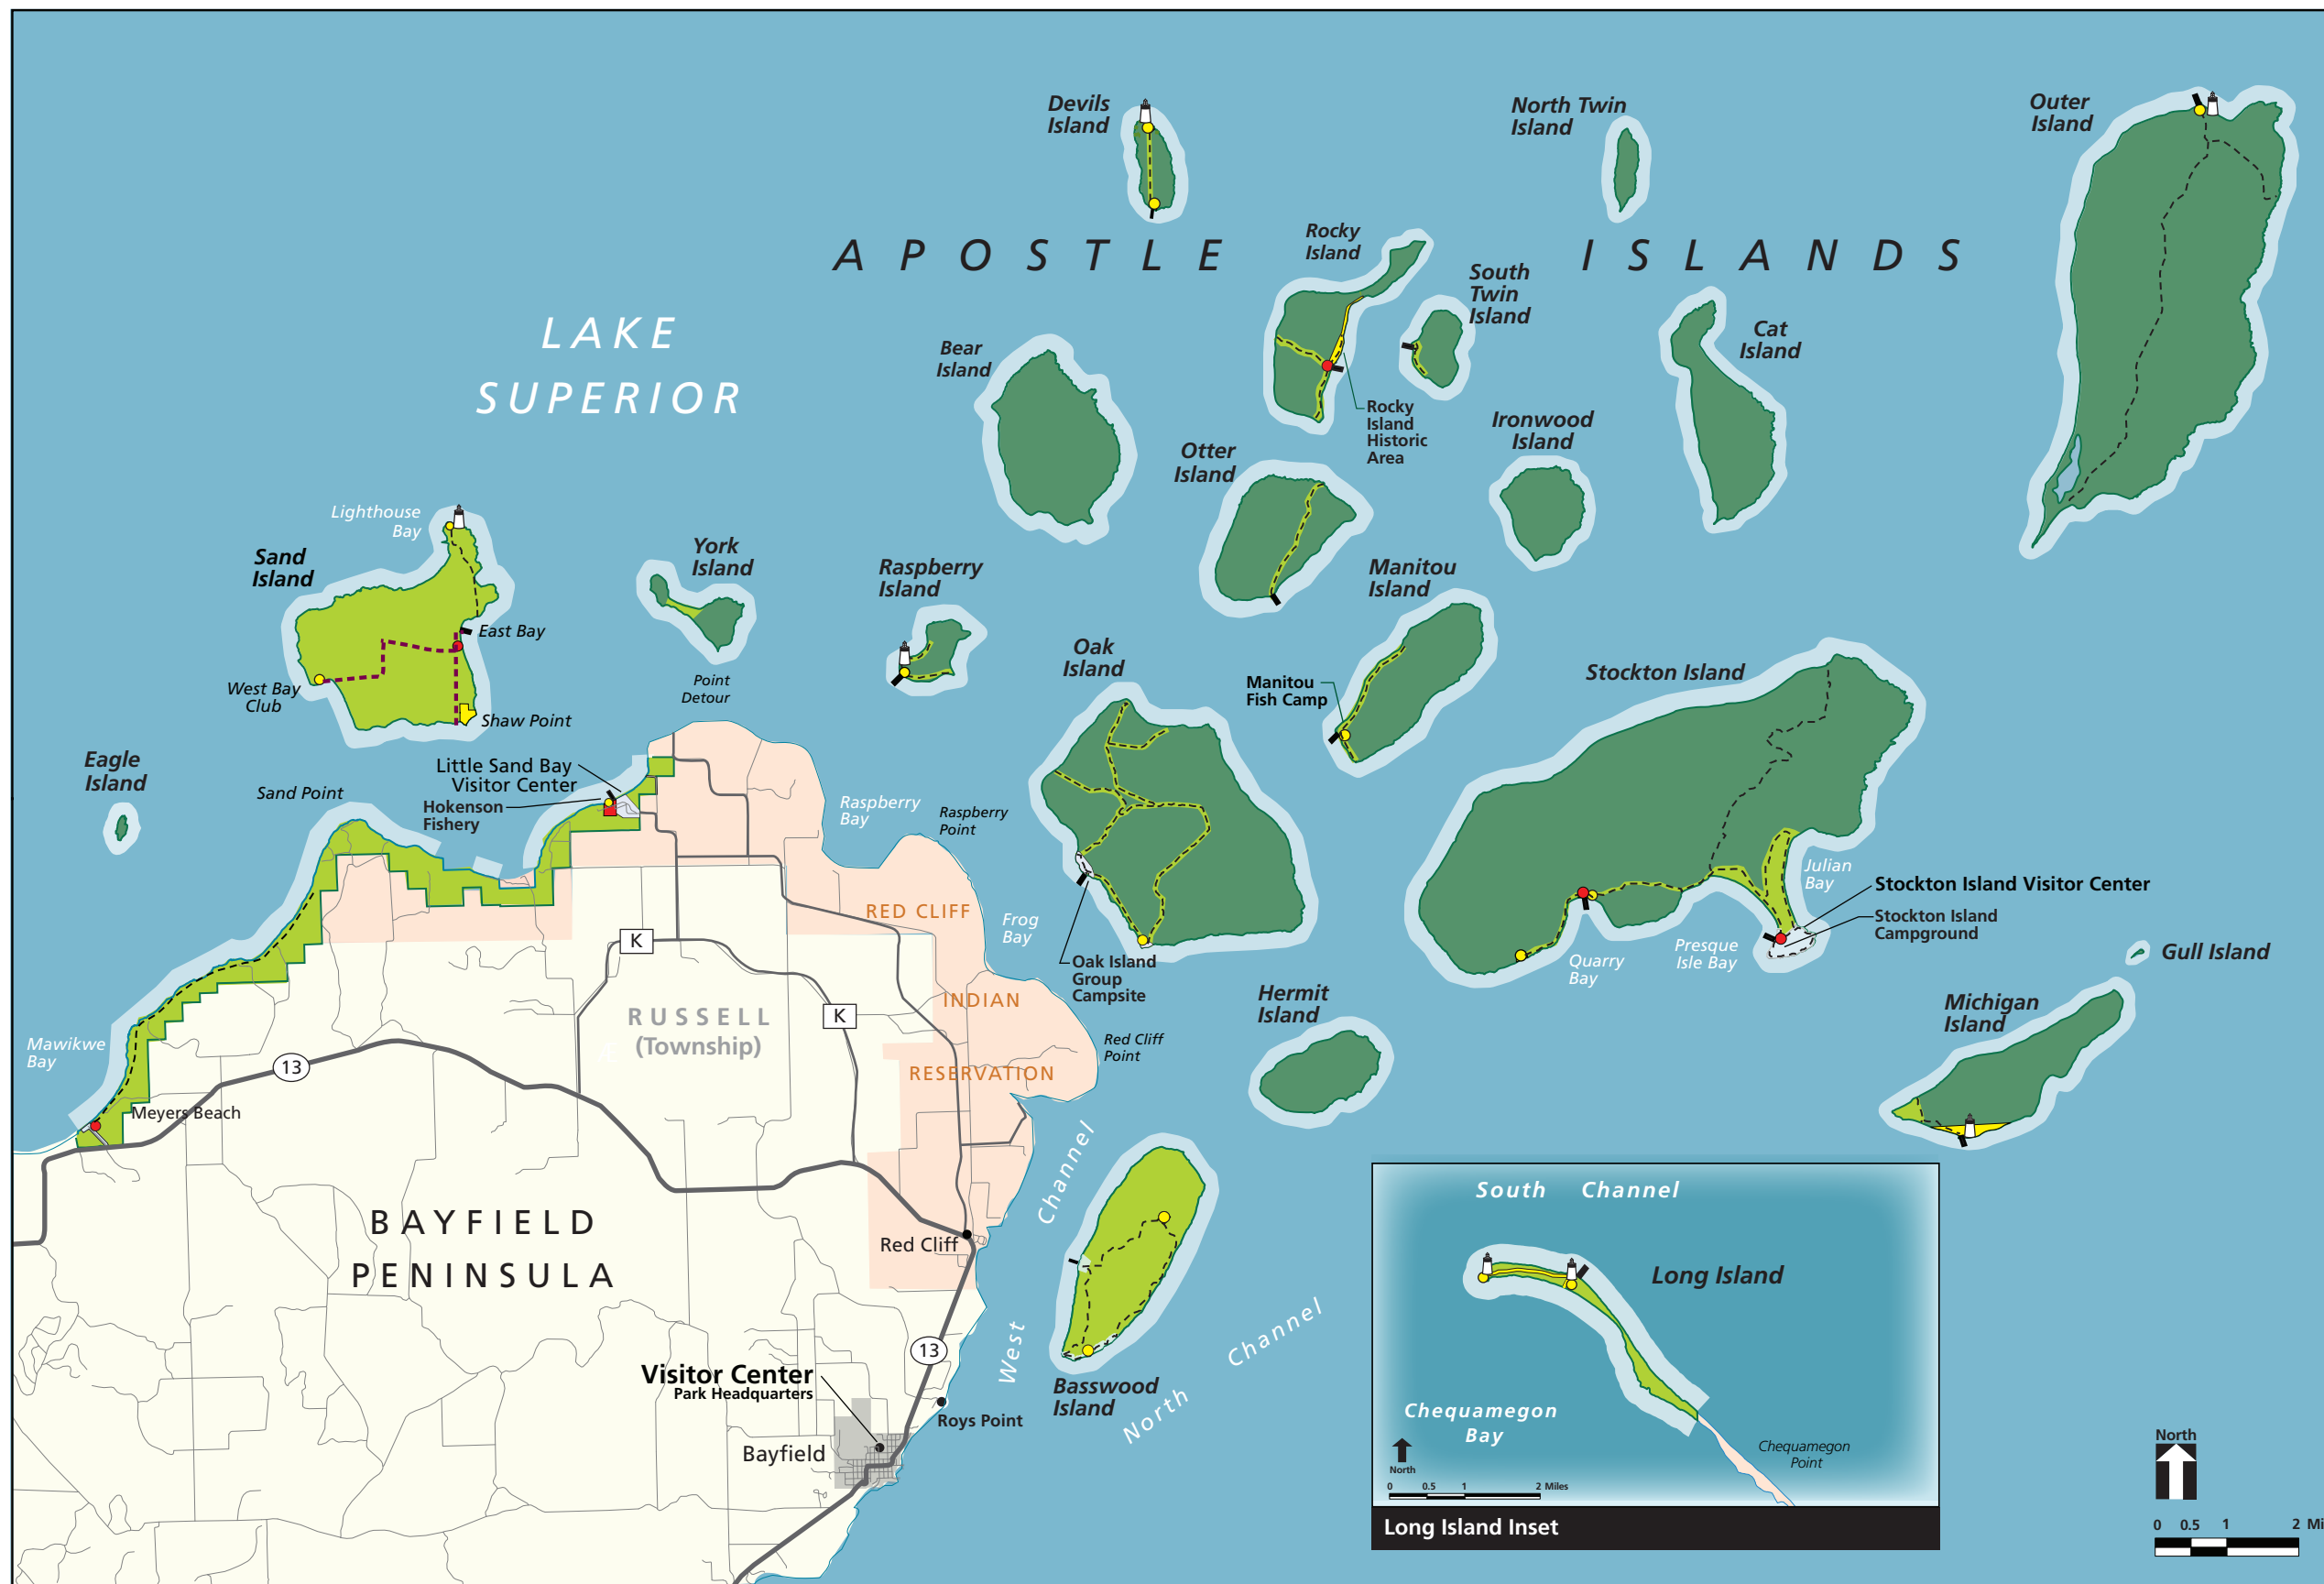 Devils
Island
North Twin
Island
Outer
Island
Rocky
Island
APOSTLE ISLANDS
South
Twin
Island
LAKE
SUPERIOR
Cat
Island
Bear
Island
Rocky
Island
Historic
Area
Ironwood
Island
Otter
Island
Lighthouse
Bay
Sand
Island
York
Island
Raspberry
Island
Manitou
Island
East Bay
Oak
Island
Stockton Island
West Bay
Club
Point
Detour
Manitou
Fish Camp
Shaw Point
Eagle
Island
Sand Point
Little Sand Bay
Visitor Center
Hokenson
Fishery
Raspberry
Bay
Raspberry
Point
Julian
Bay
Stockton Island Visitor Center
Stockton Island
Campground
RED CLIFF
Frog
Bay
K
Presque
Isle Bay
Quarry
Bay
Gull Island
Oak Island
Group
Campsite
Hermit
Island
INDIAN
Michigan
Island
RUSSELL
(Township)
K
Mawikwe
Bay
Red Cliff
Point
13
RESERVATION
Meyers Beach
South Channel
BAYFIELD
PENINSULA
Red Cliff
West Channel
Long Island
North Channel
13
Visitor Center
Park Headquarters
Basswood
Island
Roys Point
Bayfield
Chequamegon
Bay
Chequamegon
Point
North
0 0.5 1 2 Miles
Long Island Inset
North
0 0.5 1 2 Mi